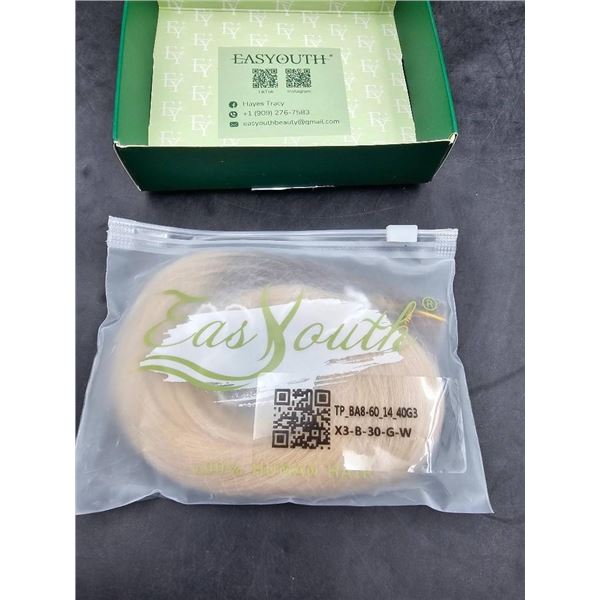 EASYOUTH®
TikTok Instagram
Hayes Tracy
+1 (909) 276-7583
easyouthbeauty@gmail.com
EasYouth®
TP_BA8-60_14_40G3
X3-B-30-G-W
100% HUMAN HAIR